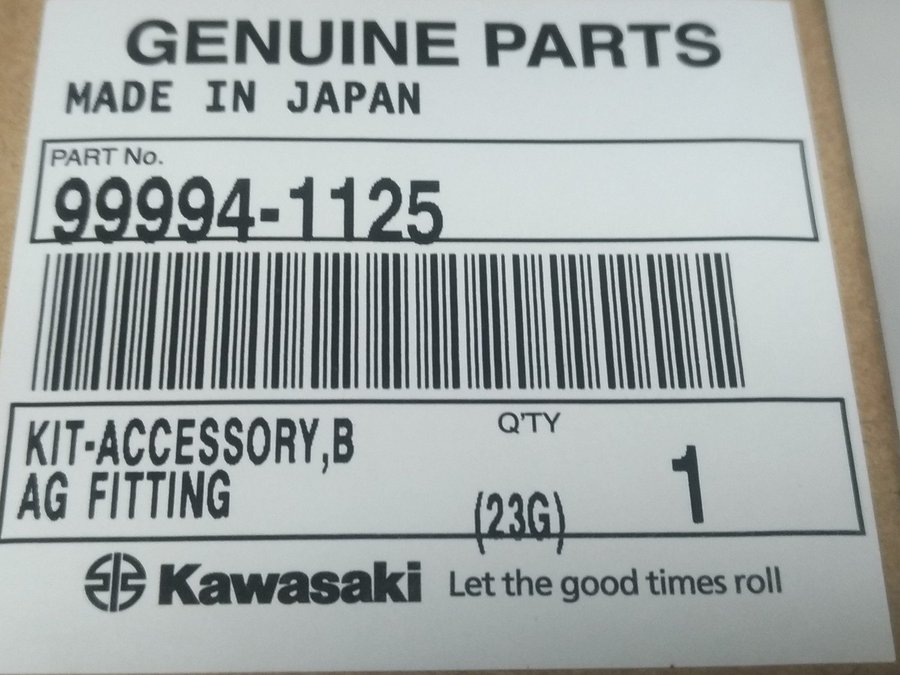 GENUINE PARTS
MADE IN JAPAN
PART No.
99994-1125
KIT-ACCESSORY,B
AG FITTING
Q'TY
(23G)
1
Kawasaki Let the good times roll